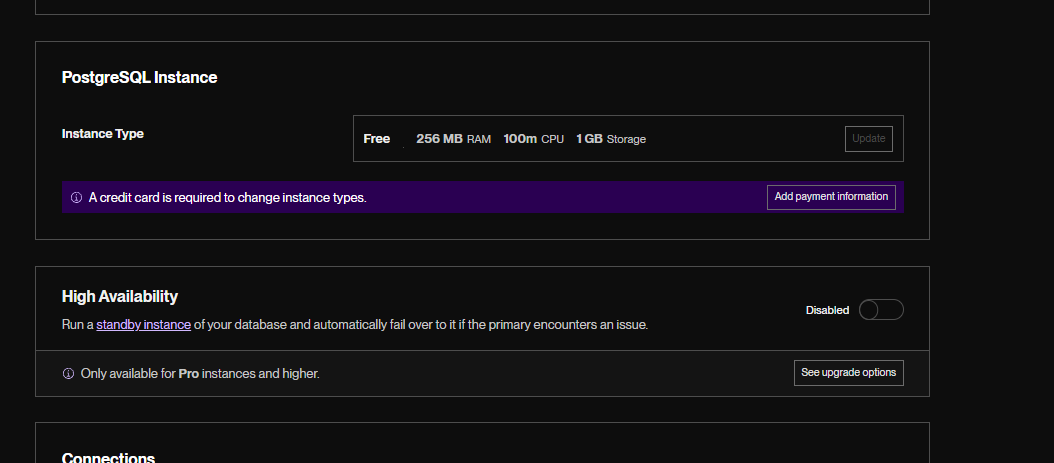 PostgreSQL Instance
Instance Type
Free 256 MB RAM 100m CPU 1 GB Storage
Update
A credit card is required to change instance types.
Add payment information
High Availability
Run a standby instance of your database and automatically fail over to it if the primary encounters an issue.
Disabled
Only available for Pro instances and higher.
See upgrade options
Connections